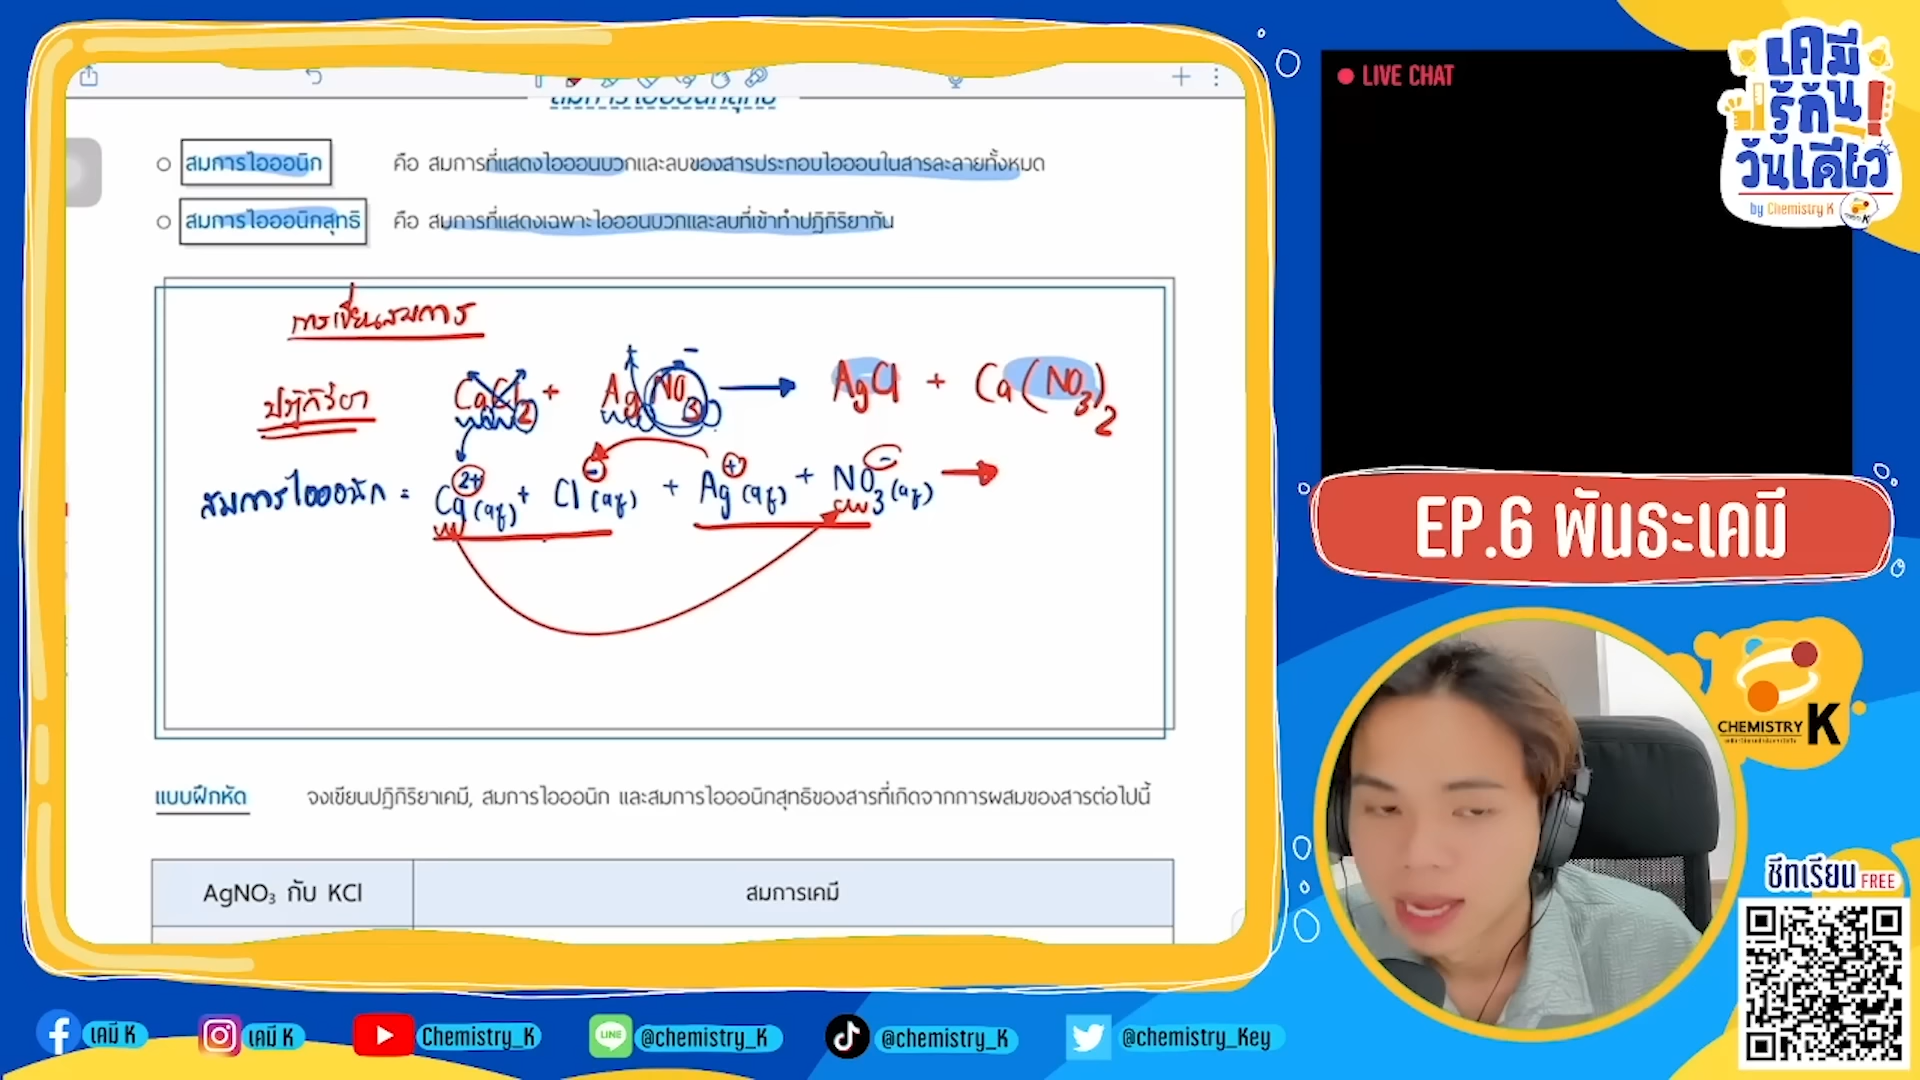 สมการไอออนิกสุทธิ
สมการไอออนิก คือ สมการที่แสดงไอออนบวกและลบของสารประกอบไอออนในสารละลายทั้งหมด
สมการไอออนิกสุทธิ คือ สมการที่แสดงเฉพาะไอออนบวกและลบที่เข้าทำปฏิกิริยากัน
การเขียนสมการ
ปฏิกิริยา CaCl2 + AgNO3 → AgCl + Ca(NO3)2
สมการไอออนิก = Ca2+(aq) + Cl-(aq) + Ag+(aq) + NO3-(aq) →
แบบฝึกหัด จงเขียนปฏิกิริยาเคมี, สมการไอออนิก และสมการไอออนิกสุทธิของสารที่เกิดจากการผสมของสารต่อไปนี้
AgNO₃ กับ KCl สมการเคมี
LIVE CHAT
เคมี
รู้กัน!
วันเดียว
by Chemistry K
EP.6 พันธะเคมี
CHEMISTRY K
ชีทเรียน FREE
เคมี K
เคมี K
Chemistry_K
LINE
@chemistry_K
@chemistry_K
@chemistry_Key